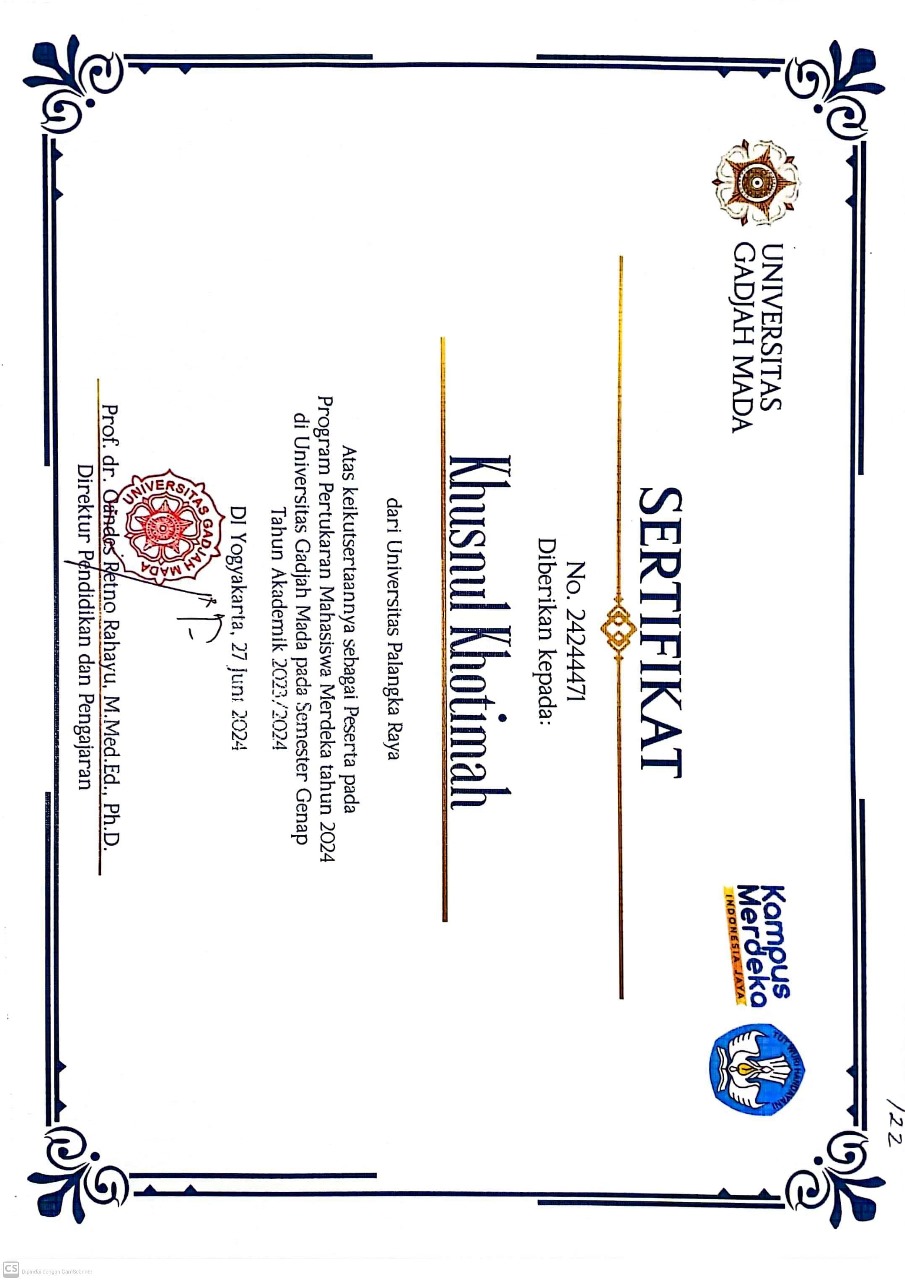 /22
UNIVERSITAS
GADJAH MADA
Kampus
Merdeka
INDONESIA JAYA
TUT WURI HANDAYANI
SERTIFIKAT
No. 24244471
Diberikan kepada:
Khusnul Khotimah
dari Universitas Palangka Raya
Atas keikutsertaannya sebagai Peserta pada
Program Pertukaran Mahasiswa Merdeka tahun 2024
di Universitas Gadjah Mada pada Semester Genap
Tahun Akademik 2023/2024
DI Yogyakarta, 27 Juni 2024
UNIVERSITAS GADJAH MADA
Prof. dr. Gandes Retno Rahayu, M.Med.Ed., Ph.D.
Direktur Pendidikan dan Pengajaran
CS